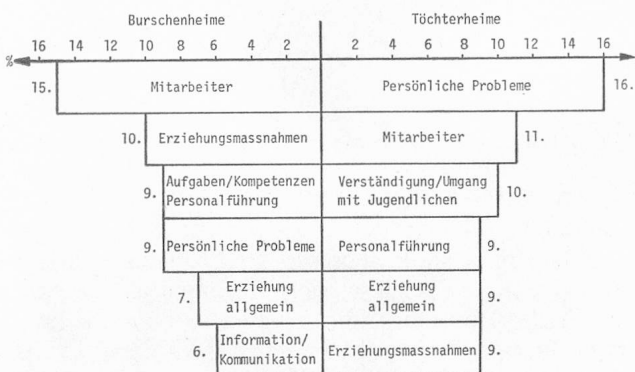 Burschenheime Töchterheime
16 14 12 10 8 6 4 2 2 4 6 8 10 12 14 16
%
15. Mitarbeiter Persönliche Probleme 16.
10. Erziehungsmassnahmen Mitarbeiter 11.
9. Aufgaben/Kompetenzen Verständigung/Umgang 10.
Personalführung mit Jugendlichen
9. Persönliche Probleme Personalführung 9.
7. Erziehung Erziehung 9.
allgemein allgemein
6. Information/ Erziehungsmassnahmen 9.
Kommunikation